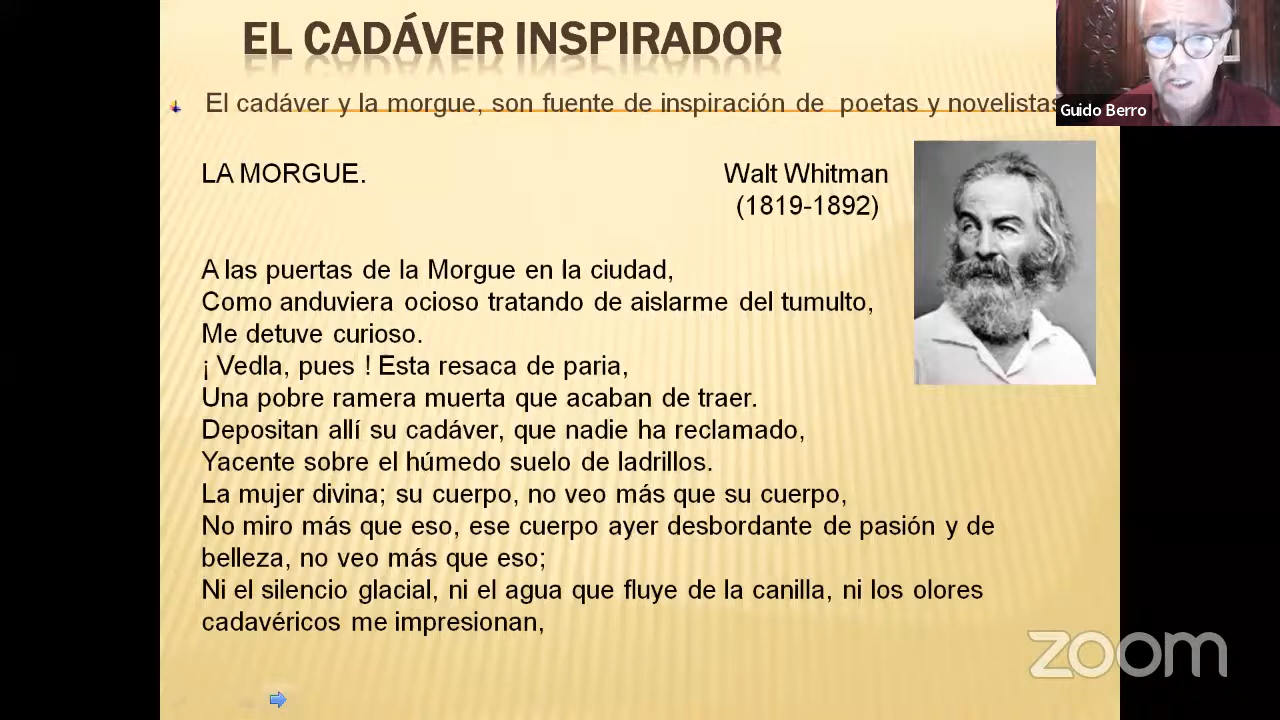 EL CADÁVER INSPIRADOR
El cadáver y la morgue, son fuente de inspiración de poetas y novelistas
Guido Berro
LA MORGUE.
Walt Whitman
(1819-1892)
A las puertas de la Morgue en la ciudad,
Como anduviera ocioso tratando de aislarme del tumulto,
Me detuve curioso.
¡ Vedla, pues ! Esta resaca de paria,
Una pobre ramera muerta que acaban de traer.
Depositan allí su cadáver, que nadie ha reclamado,
Yacente sobre el húmedo suelo de ladrillos.
La mujer divina; su cuerpo, no veo más que su cuerpo,
No miro más que eso, ese cuerpo ayer desbordante de pasión y de
belleza, no veo más que eso;
Ni el silencio glacial, ni el agua que fluye de la canilla, ni los olores
cadavéricos me impresionan,
zoom